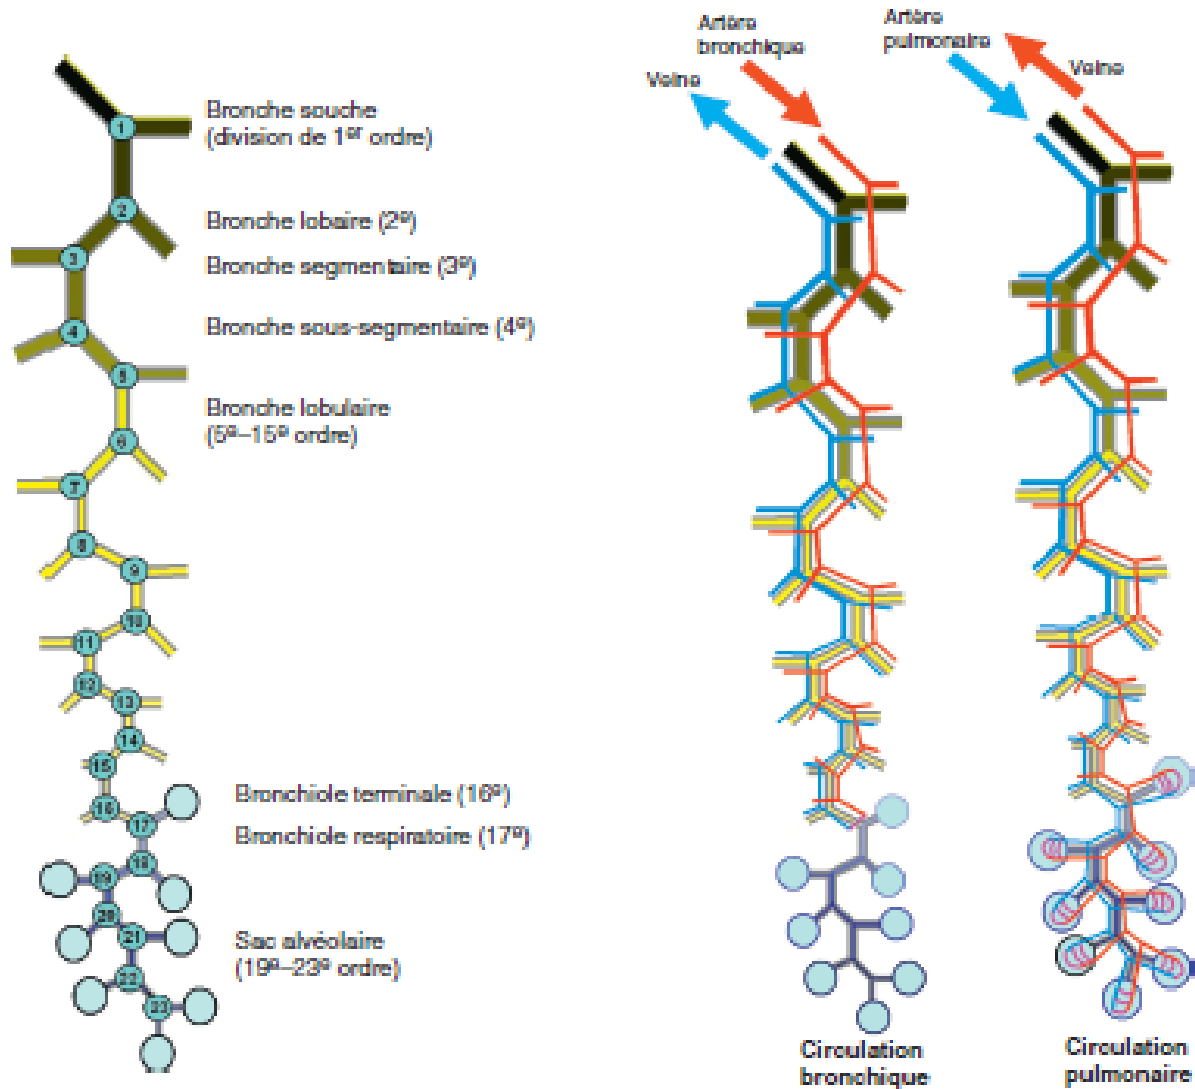 Bronche souche
(division de 1er ordre)
Bronche lobaire (2e)
Bronche segmentaire (3e)
Bronche sous-segmentaire (4e)
Bronche lobulaire
(5e–15e ordre)
Bronchiole terminale (16e)
Bronchiole respiratoire (17e)
Sac alvéolaire
(19e–23e ordre)
1
2
3
4
5
6
7
8
9
10
11
12
13
14
15
16
17
18
19
20
21
22
23
Artère
bronchique
Veine
Circulation
bronchique
Artère
pulmonaire
Veine
Circulation
pulmonaire